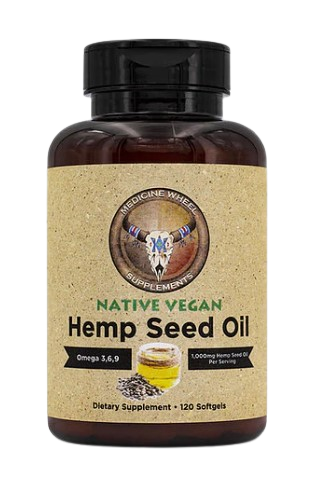 MEDICINE WHEEL
SUPPLEMENTS
NATIVE VEGAN
Hemp Seed Oil
Omega 3,6,9
1,000mg Hemp Seed Oil
Per Serving
Dietary Supplement • 120 Softgels